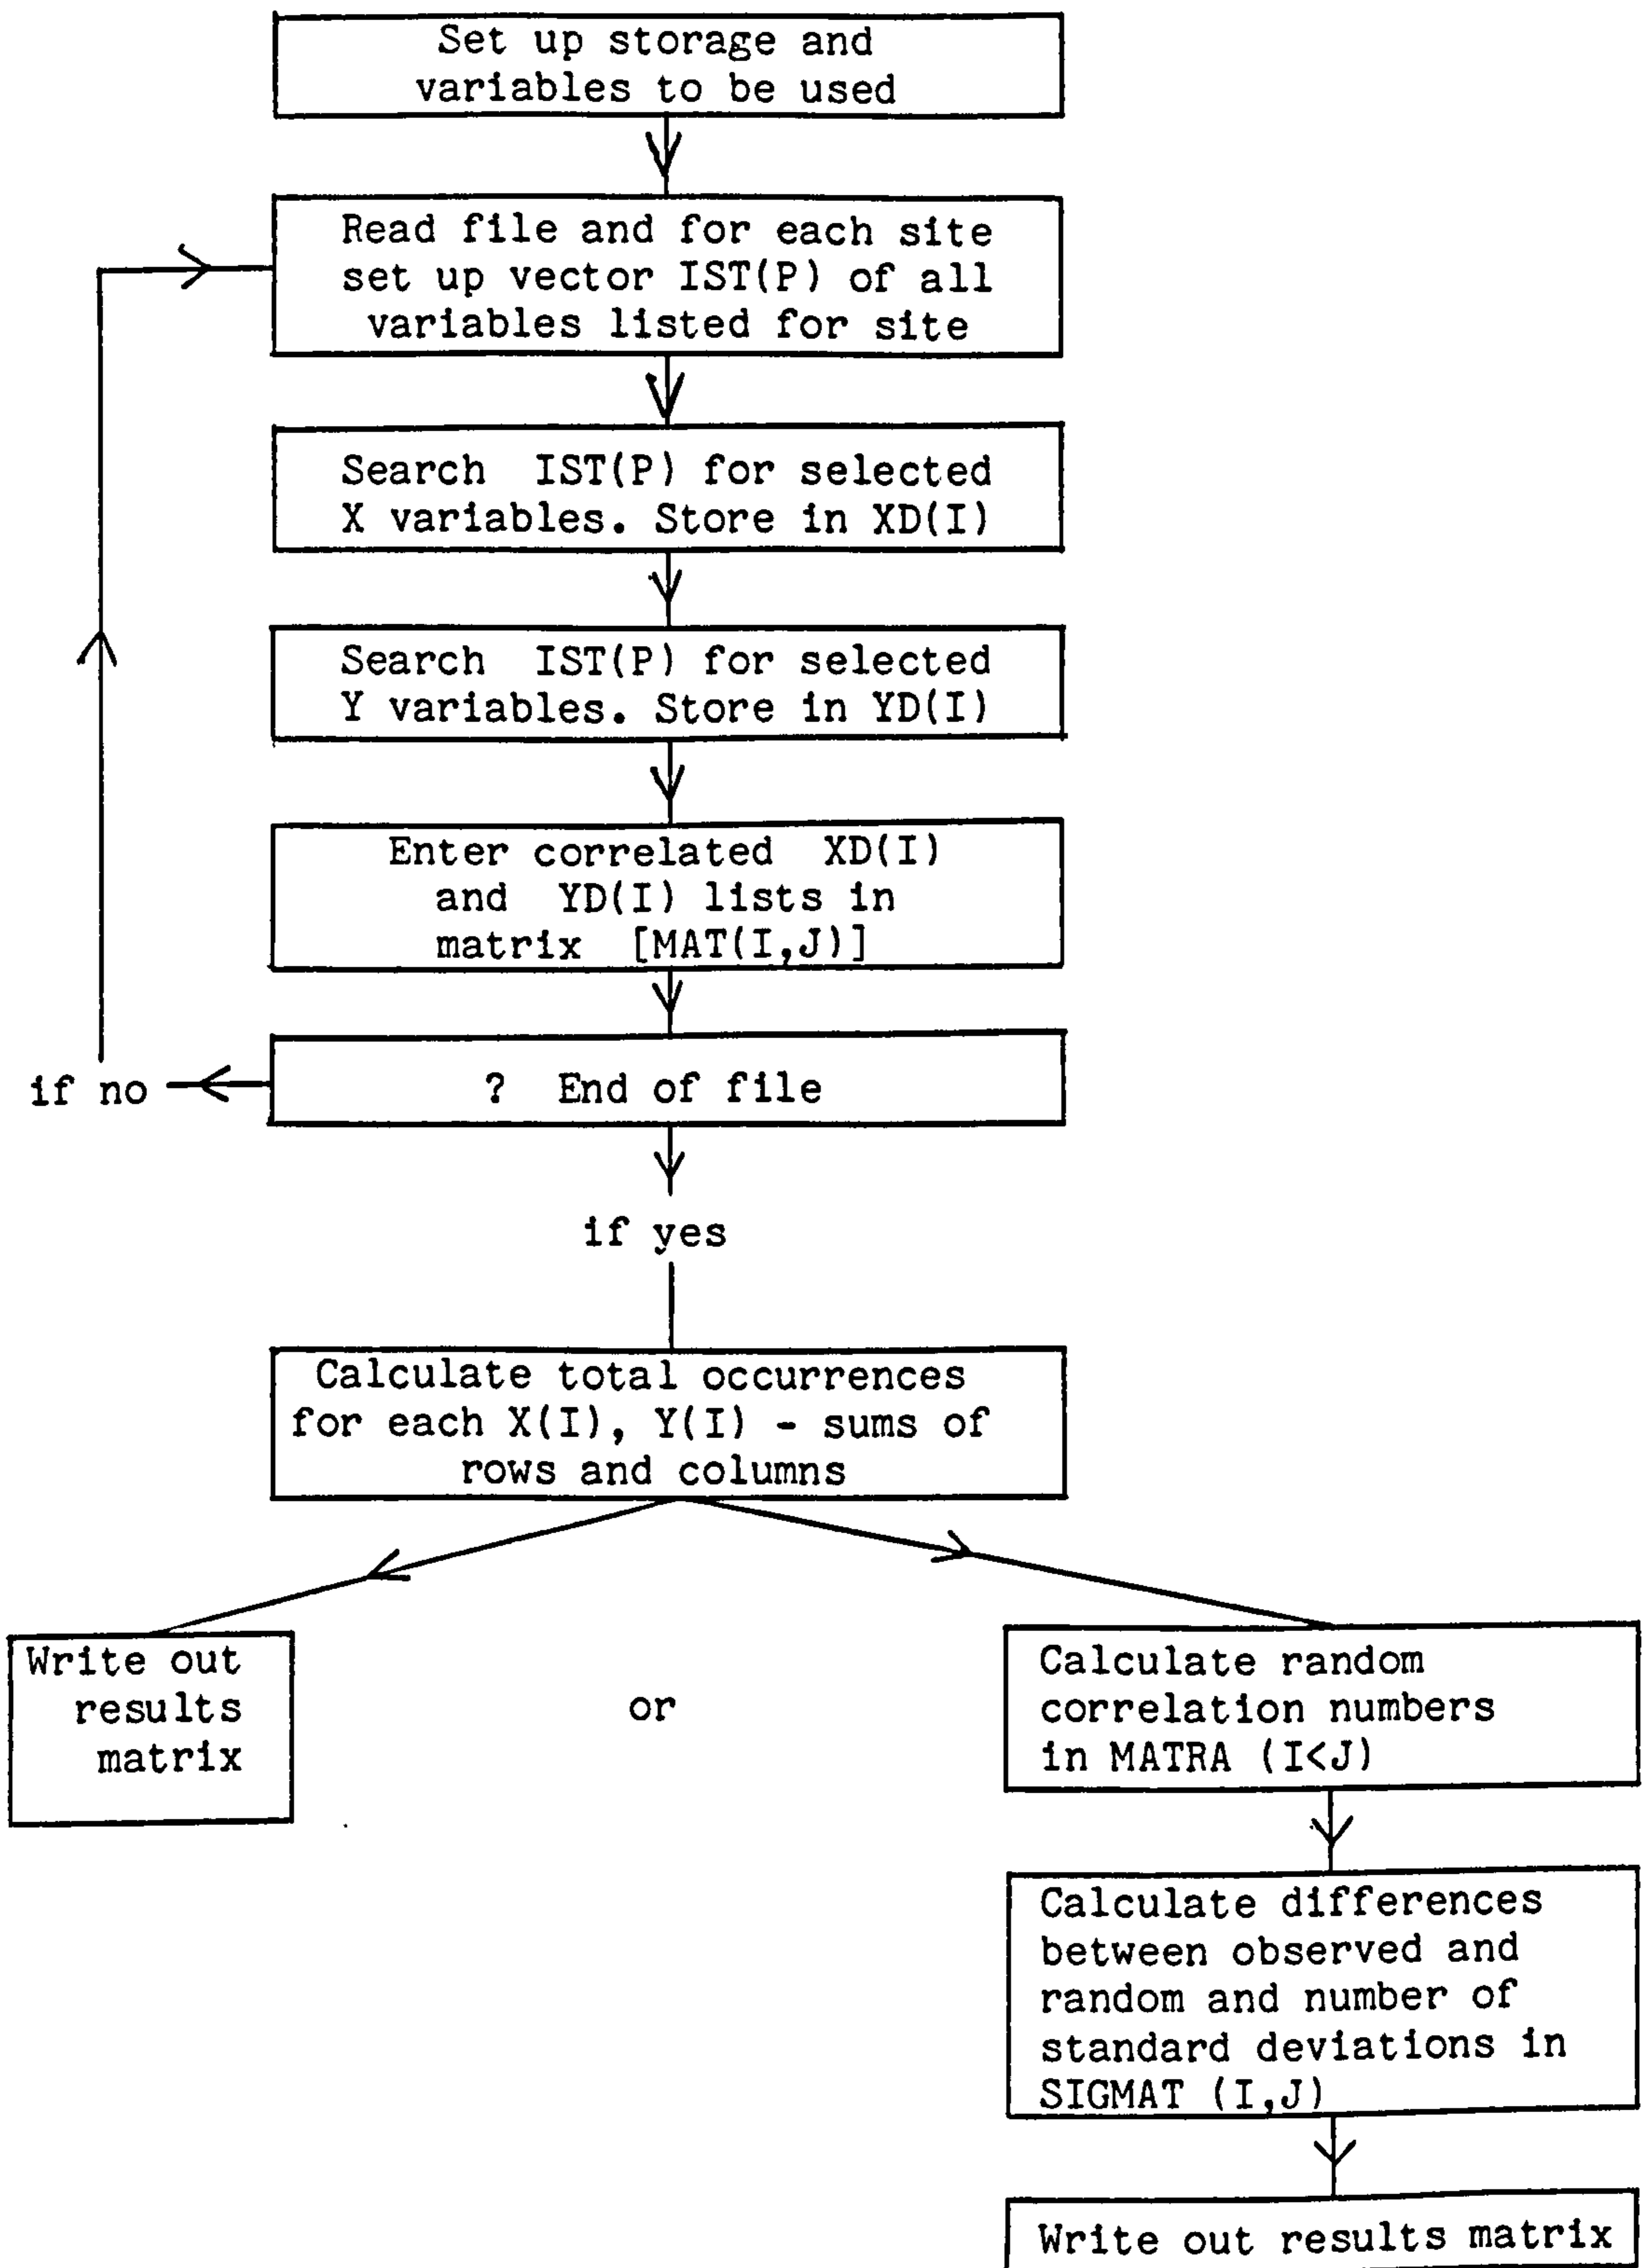 Set up storage and
variables to be used
Read file and for each site
set up vector IST(P) of all
variables listed for site
Search IST(P) for selected
X variables. Store in XD(I)
Search IST(P) for selected
Y variables. Store in YD(I)
Enter correlated XD(I)
and YD(I) lists in
matrix [MAT(I,J)]
if no
? End of file
if yes
Calculate total occurrences
for each X(I), Y(I) - sums of
rows and columns
Write out
results
matrix
or
Calculate random
correlation numbers
in MATRA (I<J)
Calculate differences
between observed and
random and number of
standard deviations in
SIGMAT (I,J)
Write out results matrix